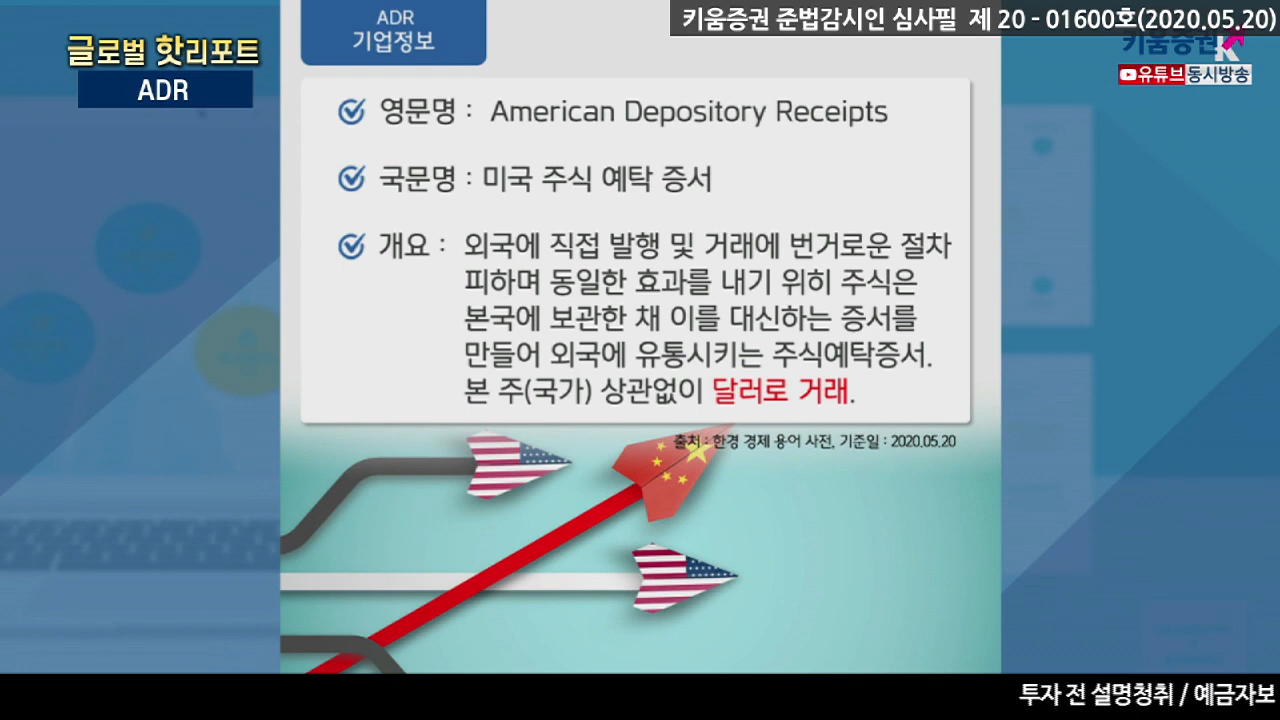 키움증권 준법감시인 심사필 제 20 - 01600호(2020.05.20)
글로벌 핫리포트
ADR
키움증권
유튜브동시방송
ADR
기업정보
영문명 : American Depository Receipts
국문명 : 미국 주식 예탁 증서
개요 : 외국에 직접 발행 및 거래에 번거로운 절차
피하며 동일한 효과를 내기 위히 주식은
본국에 보관한 채 이를 대신하는 증서를
만들어 외국에 유통시키는 주식예탁증서.
본 주(국가) 상관없이 달러로 거래.
출처 : 한경 경제 용어 사전, 기준일 : 2020.05.20
투자 전 설명청취 / 예금자보